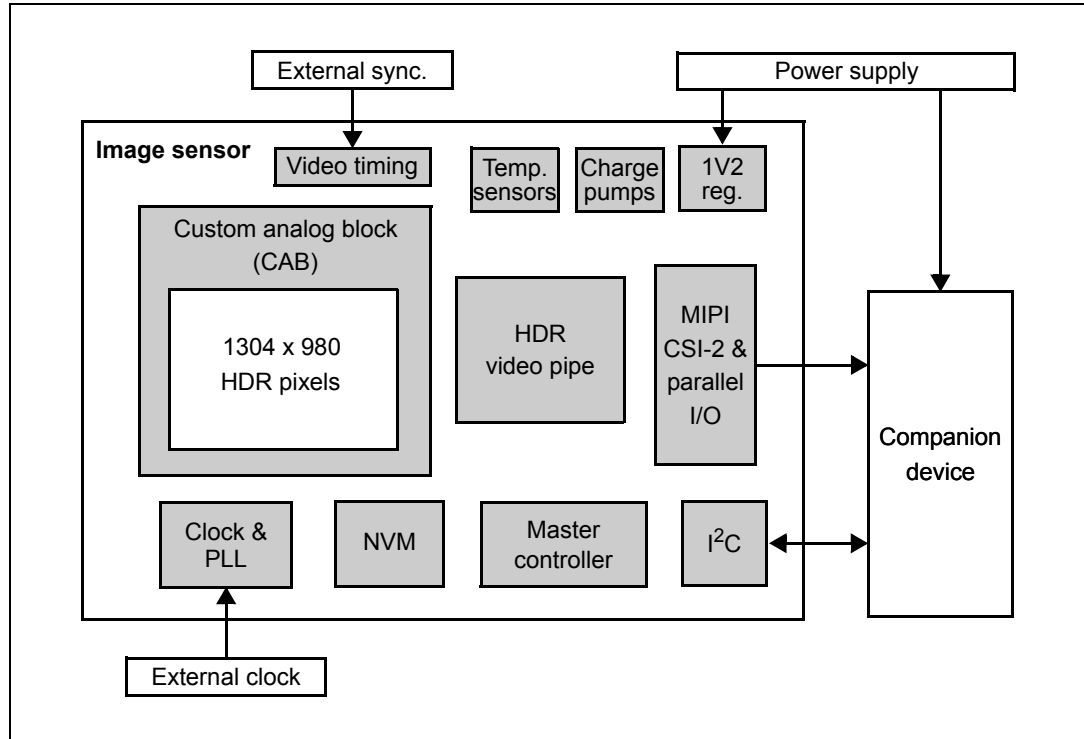 External sync.
Power supply
Image sensor
Video timing
Temp.
sensors
Charge
pumps
1V2
reg.
Custom analog block
(CAB)
1304 x 980
HDR pixels
HDR
video pipe
MIPI
CSI-2 &
parallel
I/O
Companion
device
Clock &
PLL
NVM
Master
controller
I²C
External clock